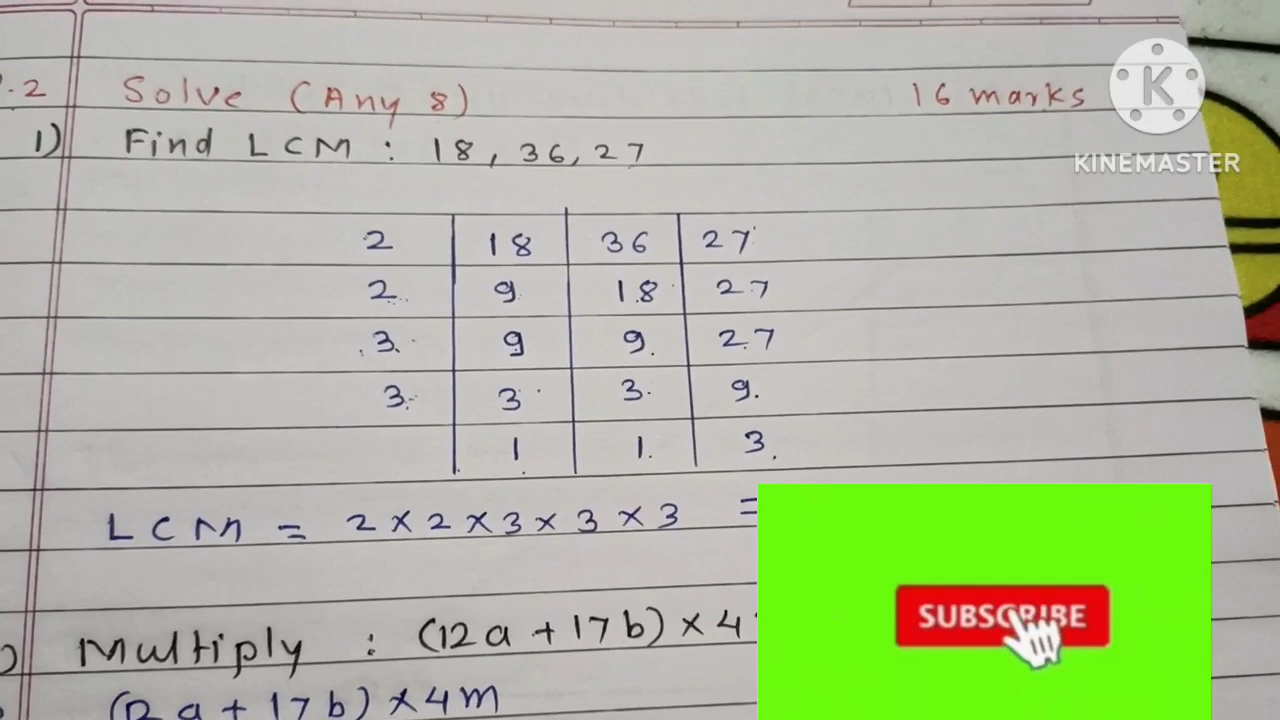 .2 Solve (Any 8) 16 marks
K
KINEMASTER
1) Find LCM : 18, 36, 27
2 18 36 27
2 9 18 27
3 9 9 27
3 3 3 9
1 1 3
LCM = 2 × 2 × 3 × 3 × 3 =
SUBSCRIBE
) Multiply : (12a + 17b) × 4
(12a + 17b) × 4m